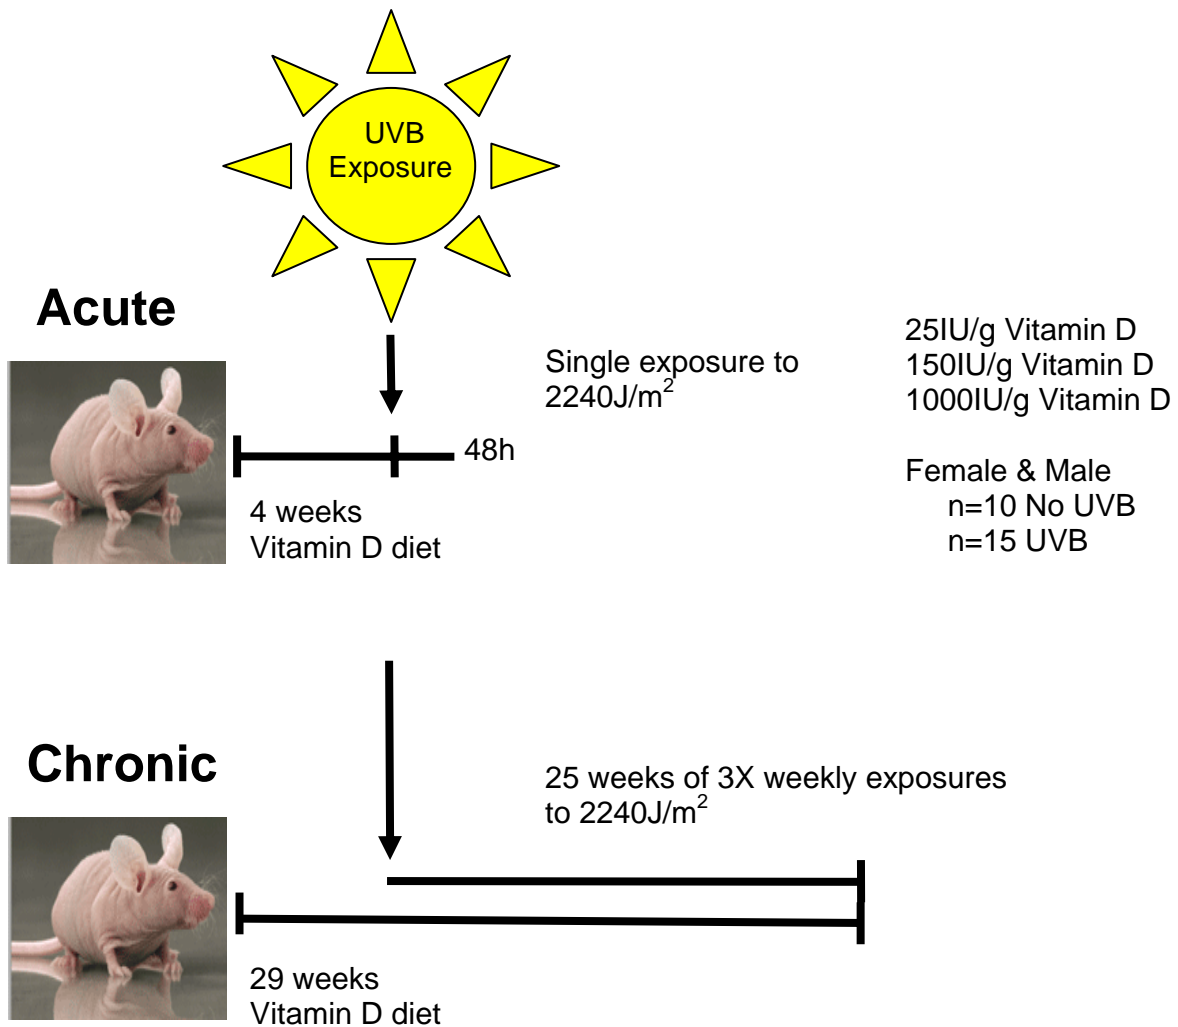 UVB
Exposure
Acute
Single exposure to
2240J/m²
25IU/g Vitamin D
150IU/g Vitamin D
1000IU/g Vitamin D
48h
4 weeks
Vitamin D diet
Female & Male
n=10 No UVB
n=15 UVB
Chronic
25 weeks of 3X weekly exposures
to 2240J/m²
29 weeks
Vitamin D diet